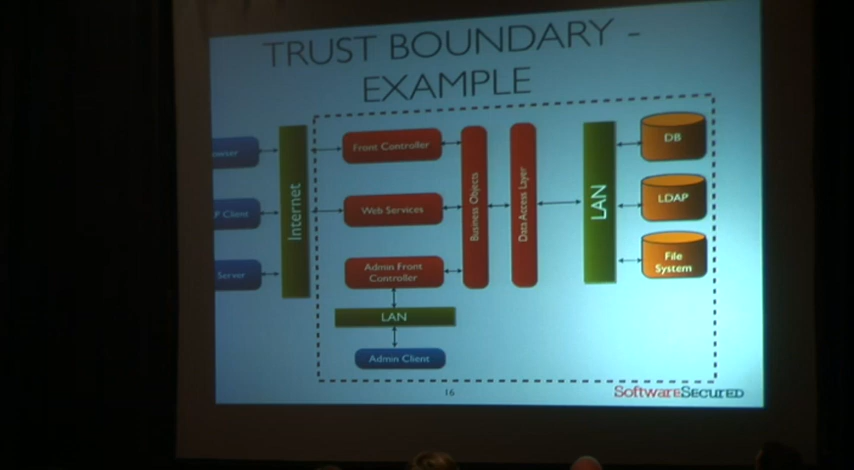 TRUST BOUNDARY -
EXAMPLE
Internet
Front Controller
Web Services
Admin Front
Controller
LAN
Admin Client
Business Objects
Data Access Layer
LAN
DB
LDAP
File
System
P Client
Server
16
SoftwareSecured